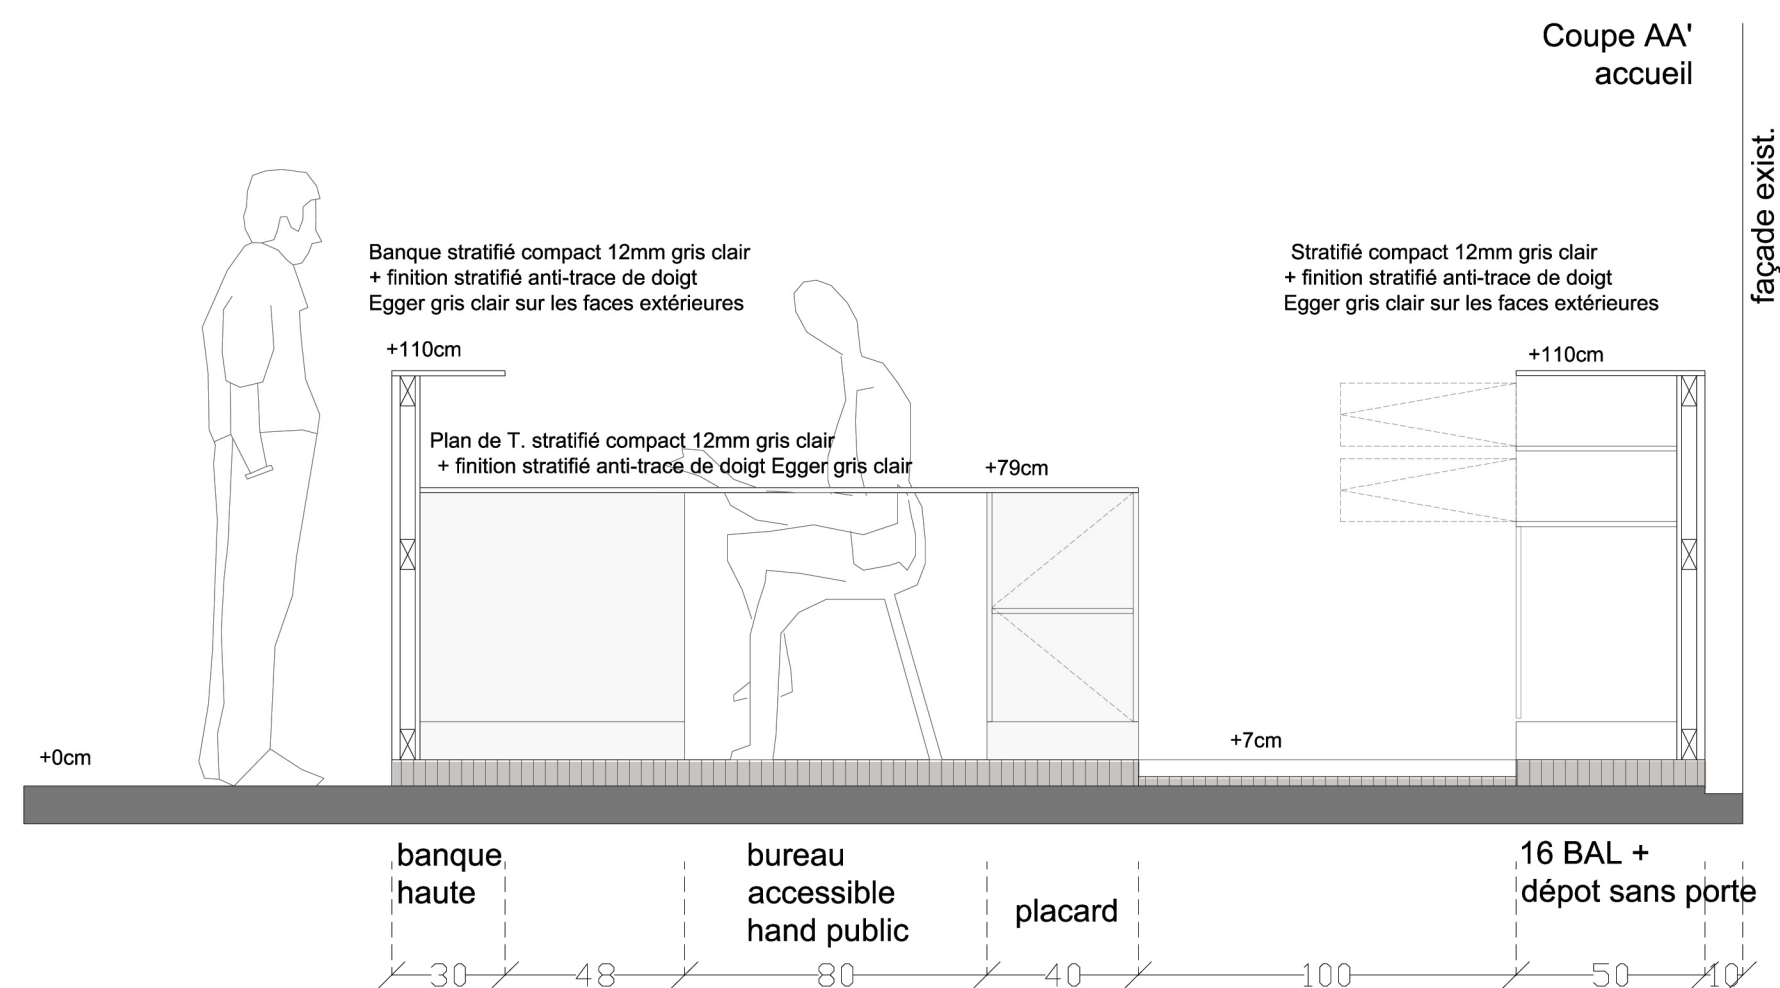 Coupe AA'
accueil
façade exist.
Banque stratifié compact 12mm gris clair
+ finition stratifié anti-trace de doigt
Egger gris clair sur les faces extérieures
Stratifié compact 12mm gris clair
+ finition stratifié anti-trace de doigt
Egger gris clair sur les faces extérieures
+110cm
+110cm
Plan de T. stratifié compact 12mm gris clair
+ finition stratifié anti-trace de doigt Egger gris clair
+79cm
+7cm
+0cm
banque
haute
bureau
accessible
hand public
placard
16 BAL +
dépot sans porte
30
48
80
40
100
50
10